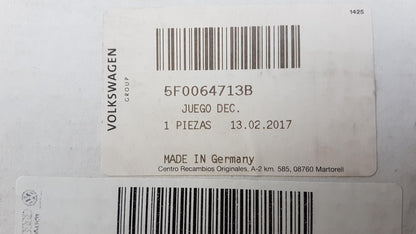 1425
VOLKSWAGEN
GROUP
5F0064713B
JUEGO DEC.
1 PIEZAS 13.02.2017
MADE IN Germany
Centro Recambios Originales, A-2 km. 585, 08760 Martorell